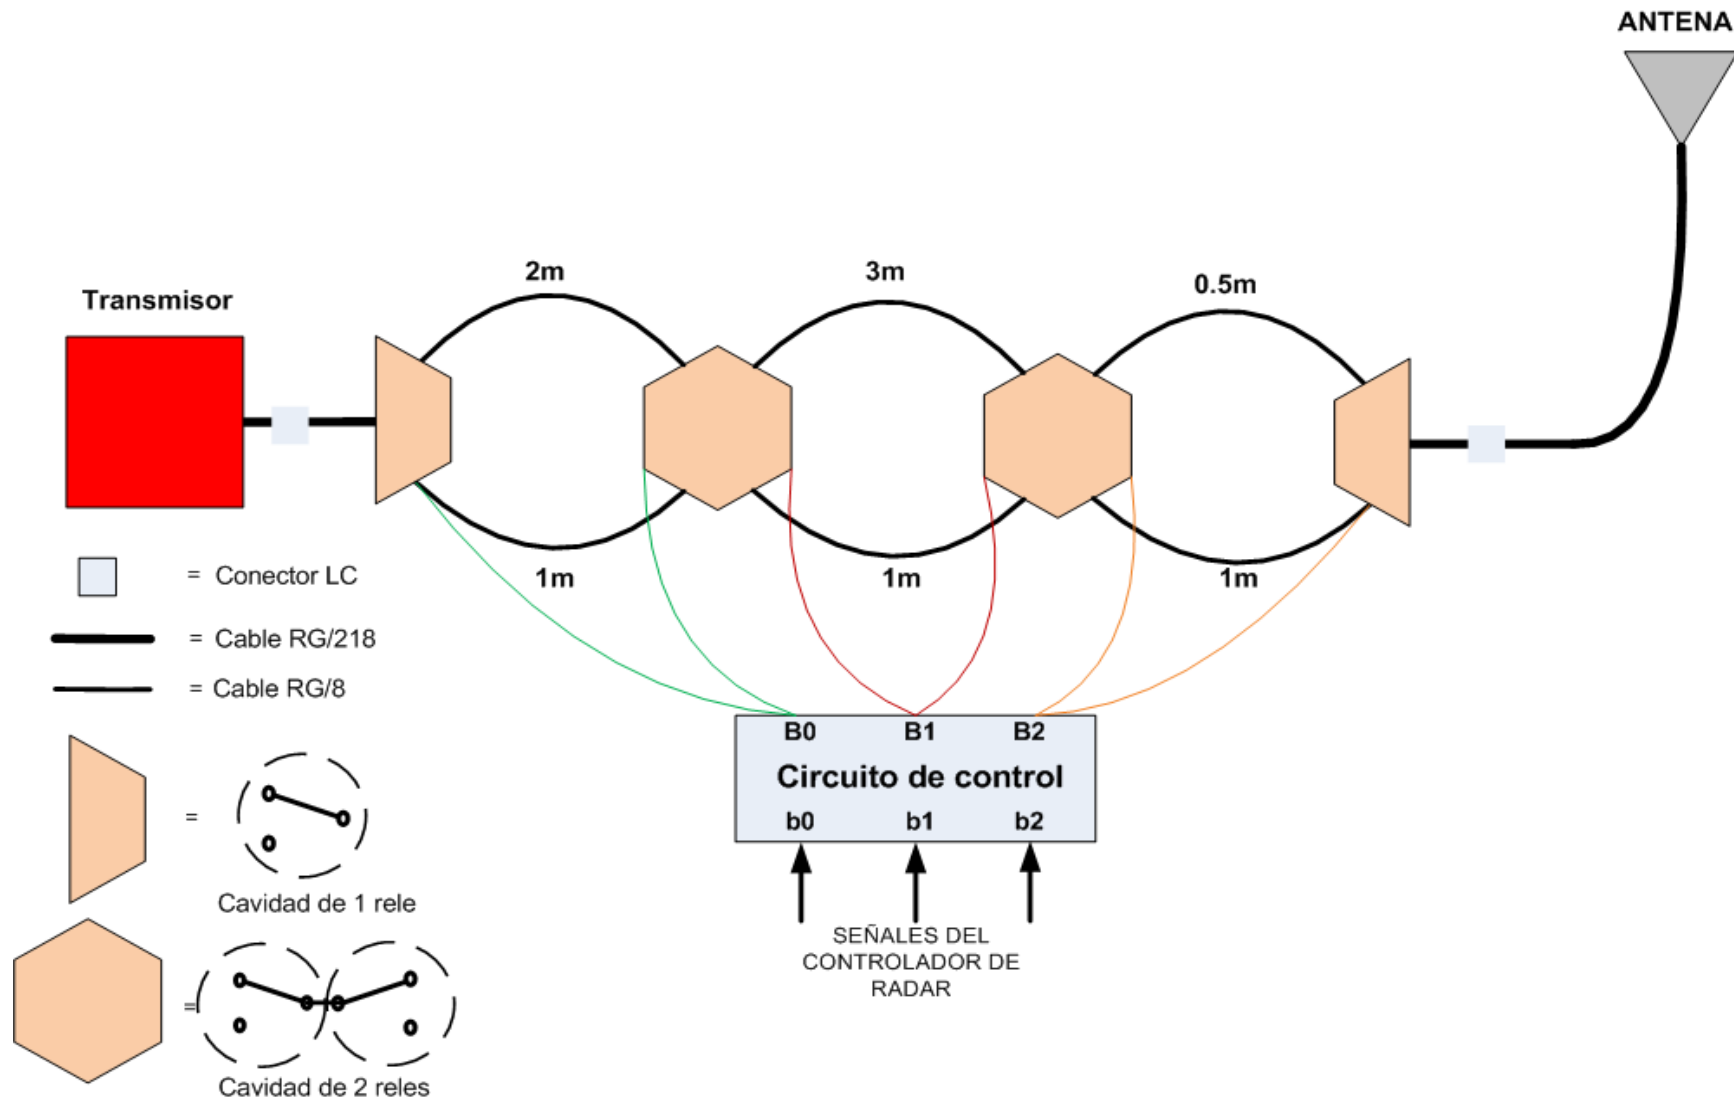 ANTENA
2m
3m
0.5m
Transmisor
1m
1m
1m
= Conector LC
= Cable RG/218
= Cable RG/8
B0 B1 B2
Circuito de control
b0 b1 b2
=
Cavidad de 1 rele
SEÑALES DEL
CONTROLADOR DE
RADAR
=
Cavidad de 2 reles